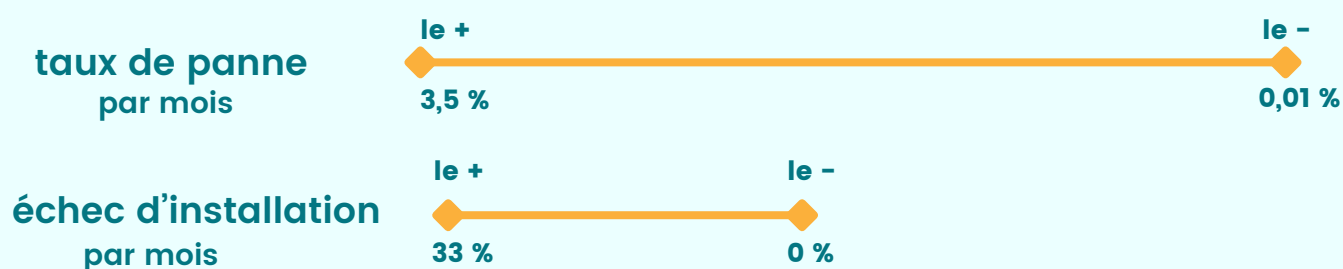 le +
le -
taux de panne
par mois
3,5 %
0,01 %
le +
le -
échec d'installation
par mois
33 %
0 %